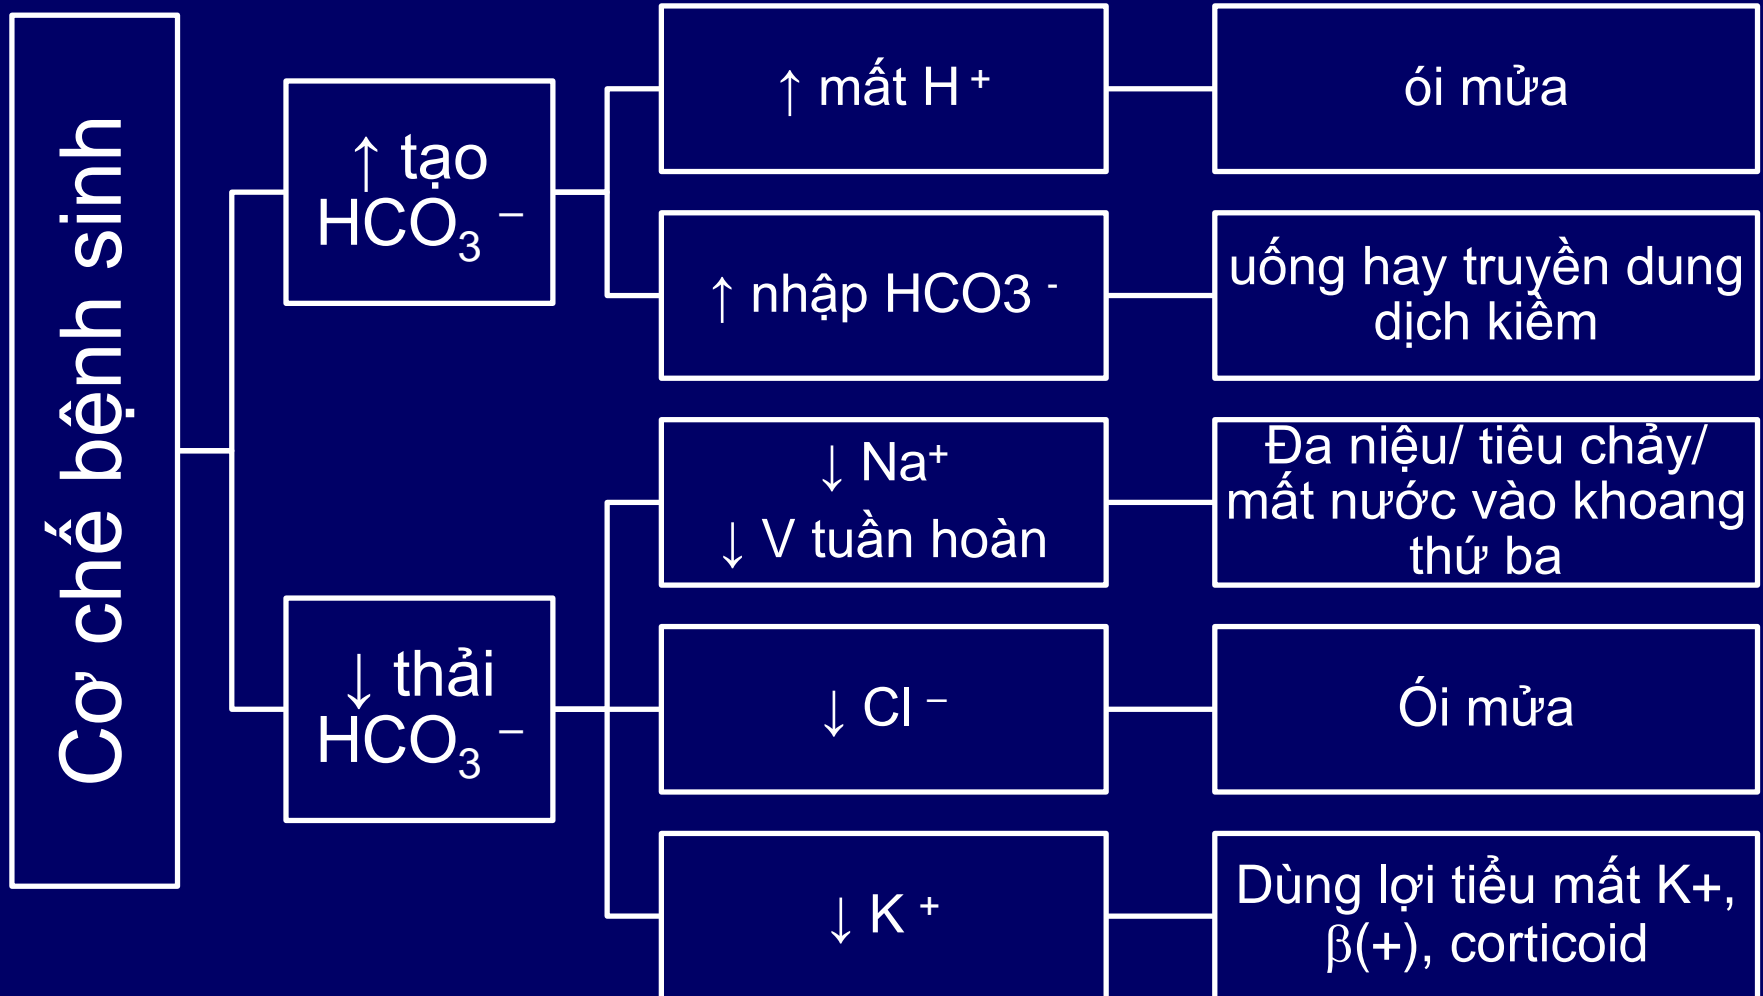 Cơ chế bệnh sinh
↑ tạo
HCO₃ ⁻
↑ mất H ⁺
ói mửa
↑ nhập HCO3 ⁻
uống hay truyền dung
dịch kiềm
↓ thải
HCO₃ ⁻
↓ Na⁺
↓ V tuần hoàn
Đa niệu/ tiêu chảy/
mất nước vào khoang
thứ ba
↓ Cl ⁻
Ói mửa
↓ K ⁺
Dùng lợi tiểu mất K+,
β(+), corticoid